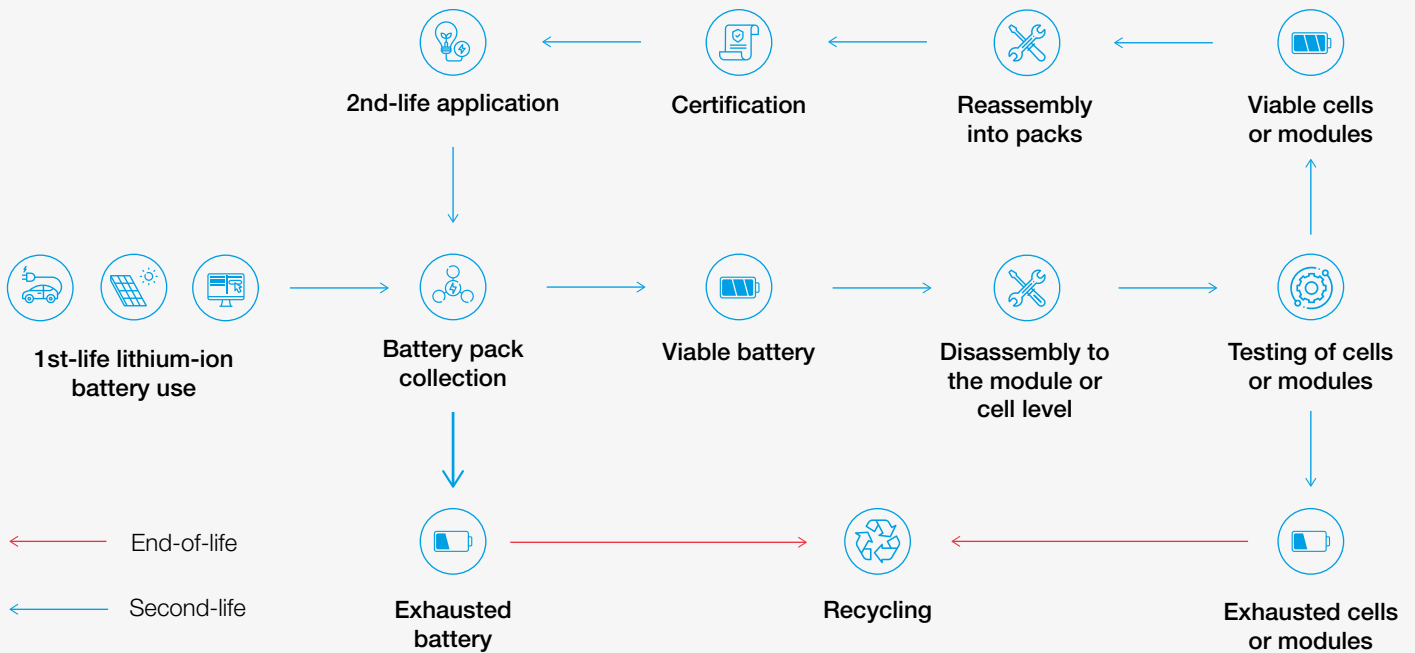 2nd-life application
Certification
Reassembly
into packs
Viable cells
or modules
1st-life lithium-ion
battery use
Battery pack
collection
Viable battery
Disassembly to
the module or
cell level
Testing of cells
or modules
End-of-life
Second-life
Exhausted
battery
Recycling
Exhausted cells
or modules